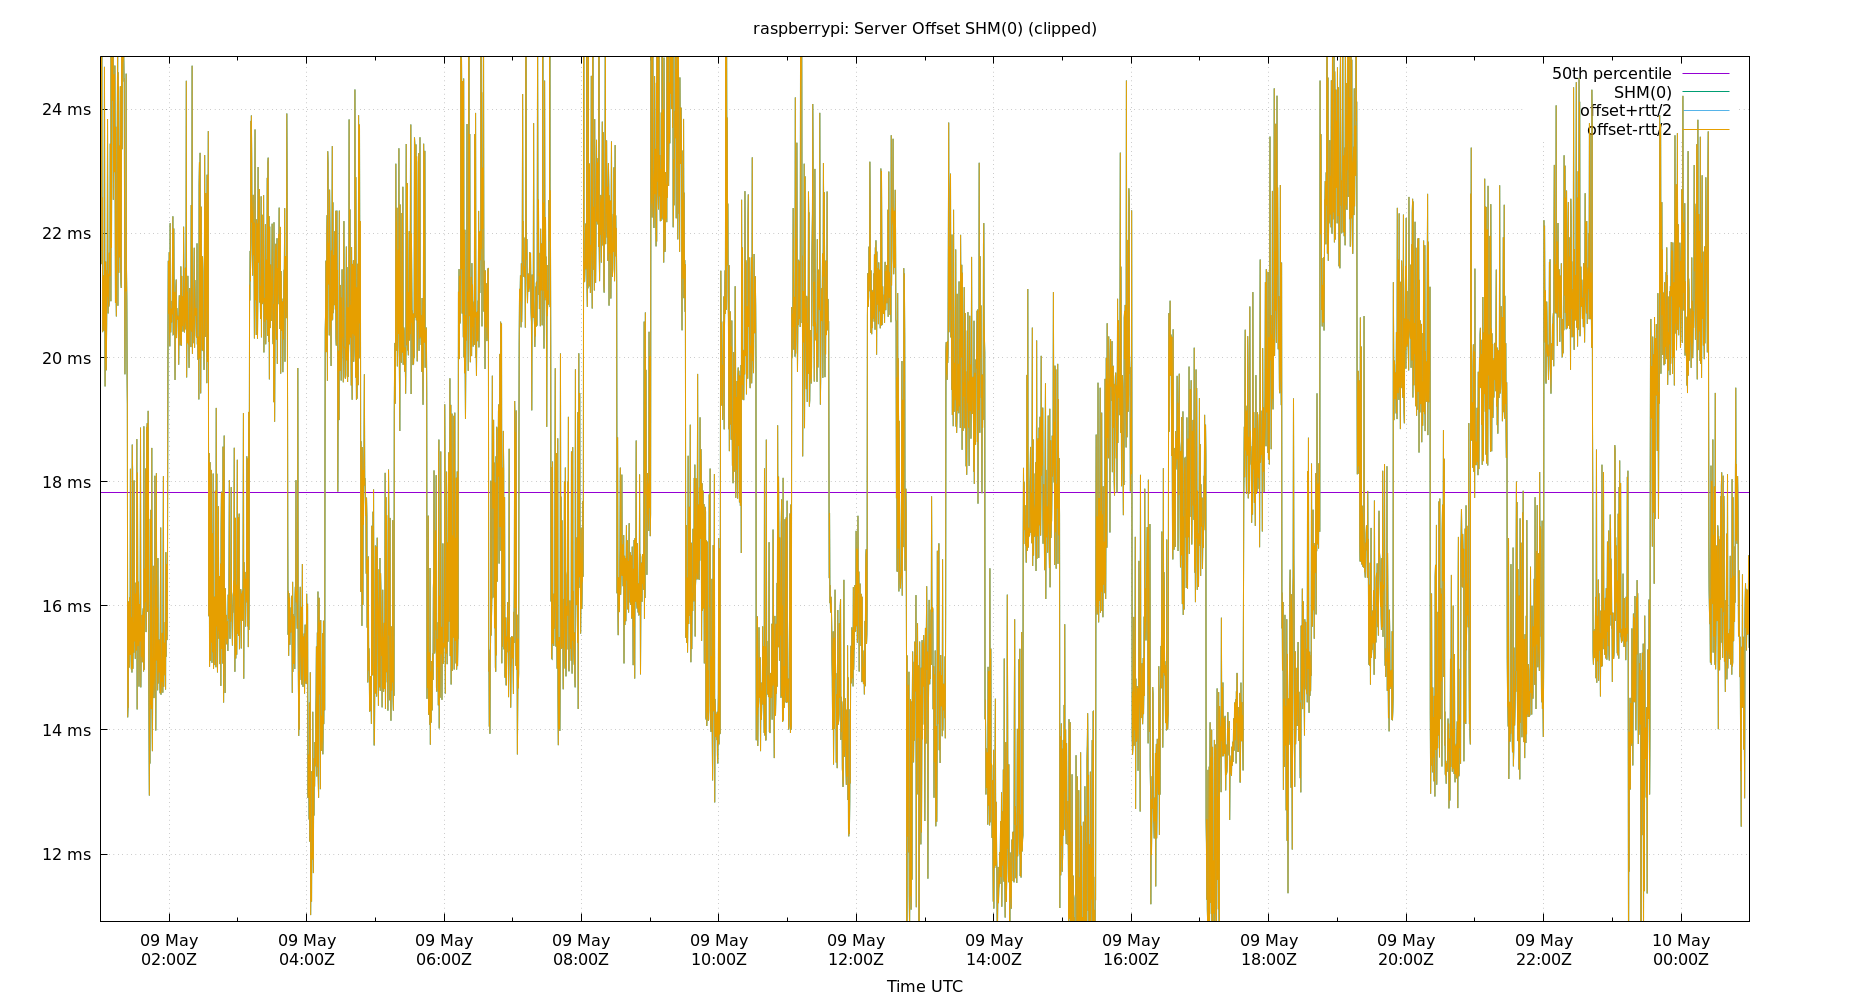 raspberrypi: Server Offset SHM(0) (clipped)
50th percentile
SHM(0)
offset+rtt/2
offset-rtt/2
24 ms
22 ms
20 ms
18 ms
16 ms
14 ms
12 ms
09 May 09 May 09 May 09 May 09 May 09 May 09 May 09 May 09 May 09 May 09 May 10 May
02:00Z 04:00Z 06:00Z 08:00Z 10:00Z 12:00Z 14:00Z 16:00Z 18:00Z 20:00Z 22:00Z 00:00Z
Time UTC